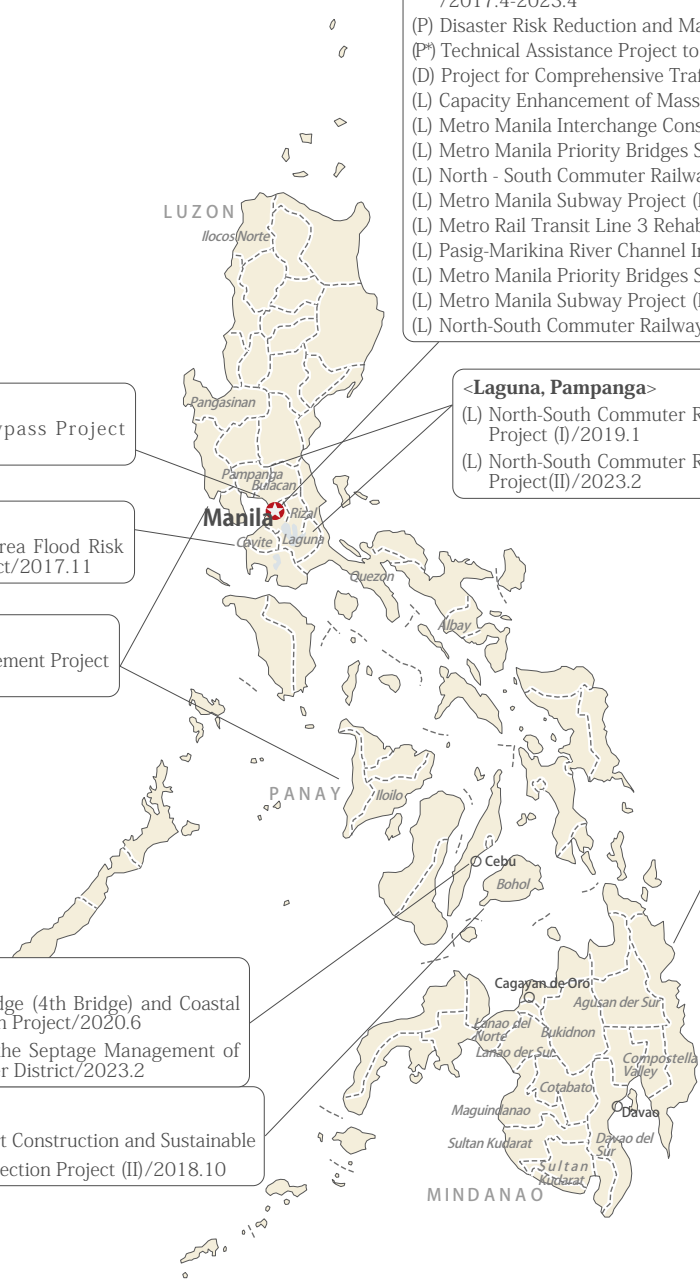 /2017.4-2023.4
(P) Disaster Risk Reduction and Ma
(P*) Technical Assistance Project to
(D) Project for Comprehensive Traf
(L) Capacity Enhancement of Mass
(L) Metro Manila Interchange Cons
(L) Metro Manila Priority Bridges S
(L) North - South Commuter Railwa
(L) Metro Manila Subway Project (I
(L) Metro Rail Transit Line 3 Rehab
(L) Pasig-Marikina River Channel In
(L) Metro Manila Priority Bridges S
(L) Metro Manila Subway Project (I
(L) North-South Commuter Railway
LUZON
Ilocos Norte
<Laguna, Pampanga>
(L) North-South Commuter R
Project (I)/2019.1
(L) North-South Commuter R
Project(II)/2023.2
Pangasinan
ypass Project
Pampanga
Bulacan
Manila
Rizal
Cavite
Laguna
rea Flood Risk
ct/2017.11
Quezon
Albay
ement Project
PANAY
Iloilo
Cebu
Bohol
dge (4th Bridge) and Coastal
n Project/2020.6
he Septage Management of
r District/2023.2
Cagayan de Oro
Agusan der Sur
Lanao del
Norte
Bukidnon
Lanao der Sur
Compostella
Valley
Cotabato
Maguindanao
Davao
Sultan Kudarat
Davao del
Sur
Sultan
Kudarat
MINDANAO
t Construction and Sustainable
ection Project (II)/2018.10